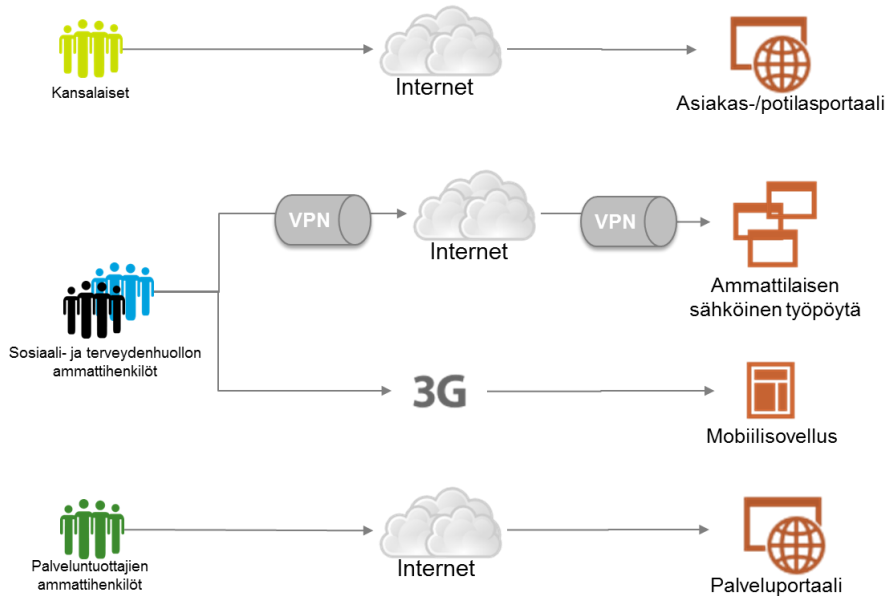 Kansalaiset
Internet
Asiakas-/potilasportaali
VPN
Internet
VPN
Ammattilaisen
sähköinen työpöytä
Sosiaali- ja terveydenhuollon
ammattihenkilöt
3G
Mobiilisovellus
Palveluntuottajien
ammattihenkilöt
Internet
Palveluportaali